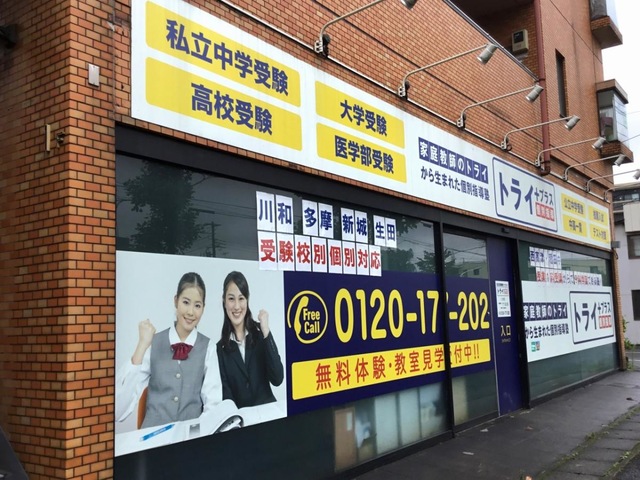 私立中学受験
高校受験
大学受験
医学部受験
家庭教師のトライ
から生まれた個別指導塾
トライ+プラス
川和 多摩 新城 生田
受験校別個別対応
Free Call
0120-17
-202
無料体験・教室見学
付中!!
入口
家庭教師のトライ
から生まれた個別指導塾
トライ+プラス